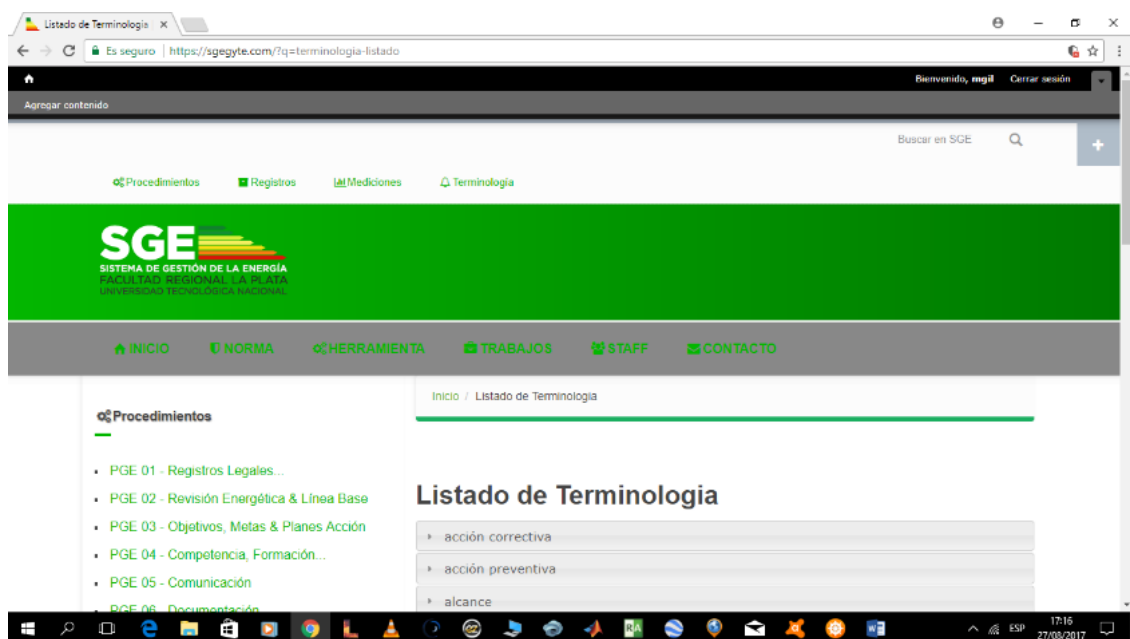 Listado de Terminologia
Es seguro | https://sgegyte.com/?q=terminologia-listado
Bienvenido, mgil Cerrar sesión
Agregar contenido
Buscar en SGE
Procedimientos Registros Mediciones Terminología
SGE
SISTEMA DE GESTIÓN DE LA ENERGÍA
FACULTAD REGIONAL LA PLATA
UNIVERSIDAD TECNOLÓGICA NACIONAL
INICIO NORMA HERRAMIENTA TRABAJOS STAFF CONTACTO
Inicio / Listado de Terminologia
Procedimientos
PGE 01 - Registros Legales...
PGE 02 - Revisión Energética & Línea Base
PGE 03 - Objetivos, Metas & Planes Acción
PGE 04 - Competencia, Formación...
PGE 05 - Comunicación
PGE 06 - Documentación
Listado de Terminologia
acción correctiva
acción preventiva
alcance
ESP
17:16
27/08/2017